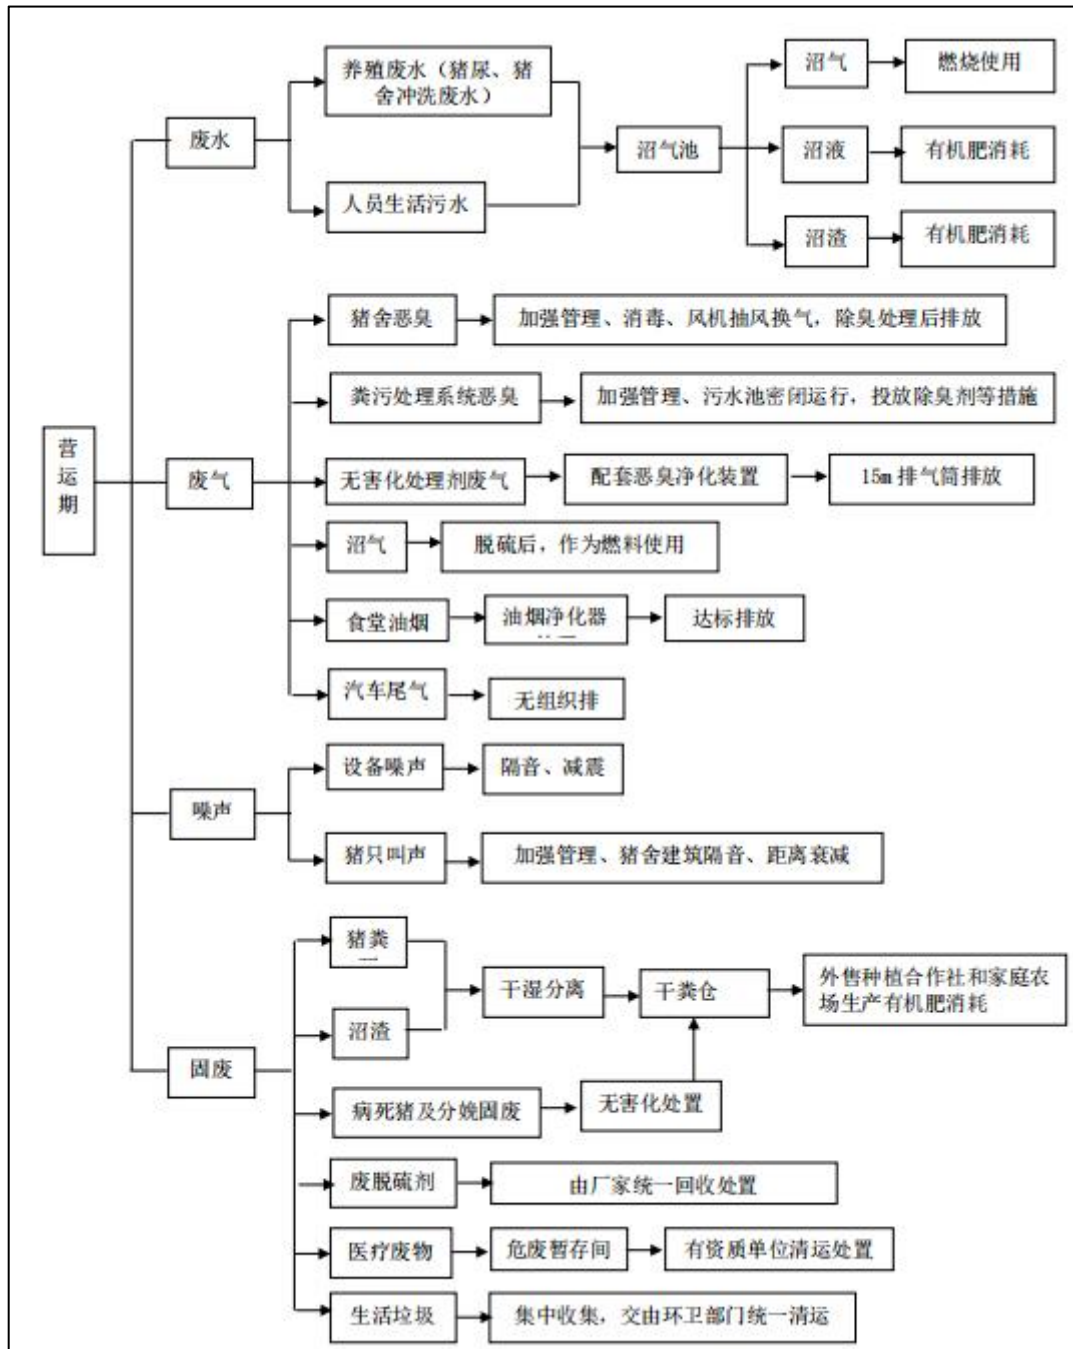 养殖废水（猪尿、猪
舍冲洗废水）
沼气
燃烧使用
废水
沼气池
沼液
有机肥消耗
人员生活污水
沼渣
有机肥消耗
猪舍恶臭
加强管理、消毒、风机抽风换气，除臭处理后排放
粪污处理系统恶臭
加强管理、污水池密闭运行，投放除臭剂等措施
营
运
期
废气
无害化处理剂废气
配套恶臭净化装置
15m 排气筒排放
沼气
脱硫后，作为燃料使用
食堂油烟
油烟净化器
达标排放
汽车尾气
无组织排
设备噪声
隔音、减震
噪声
猪只叫声
加强管理、猪舍建筑隔音、距离衰减
猪粪
干湿分离
干粪仓
外售种植合作社和家庭农
场生产有机肥消耗
沼渣
固废
病死猪及分娩固废
无害化处置
废脱硫剂
由厂家统一回收处置
医疗废物
危废暂存间
有资质单位清运处置
生活垃圾
集中收集，交由环卫部门统一清运